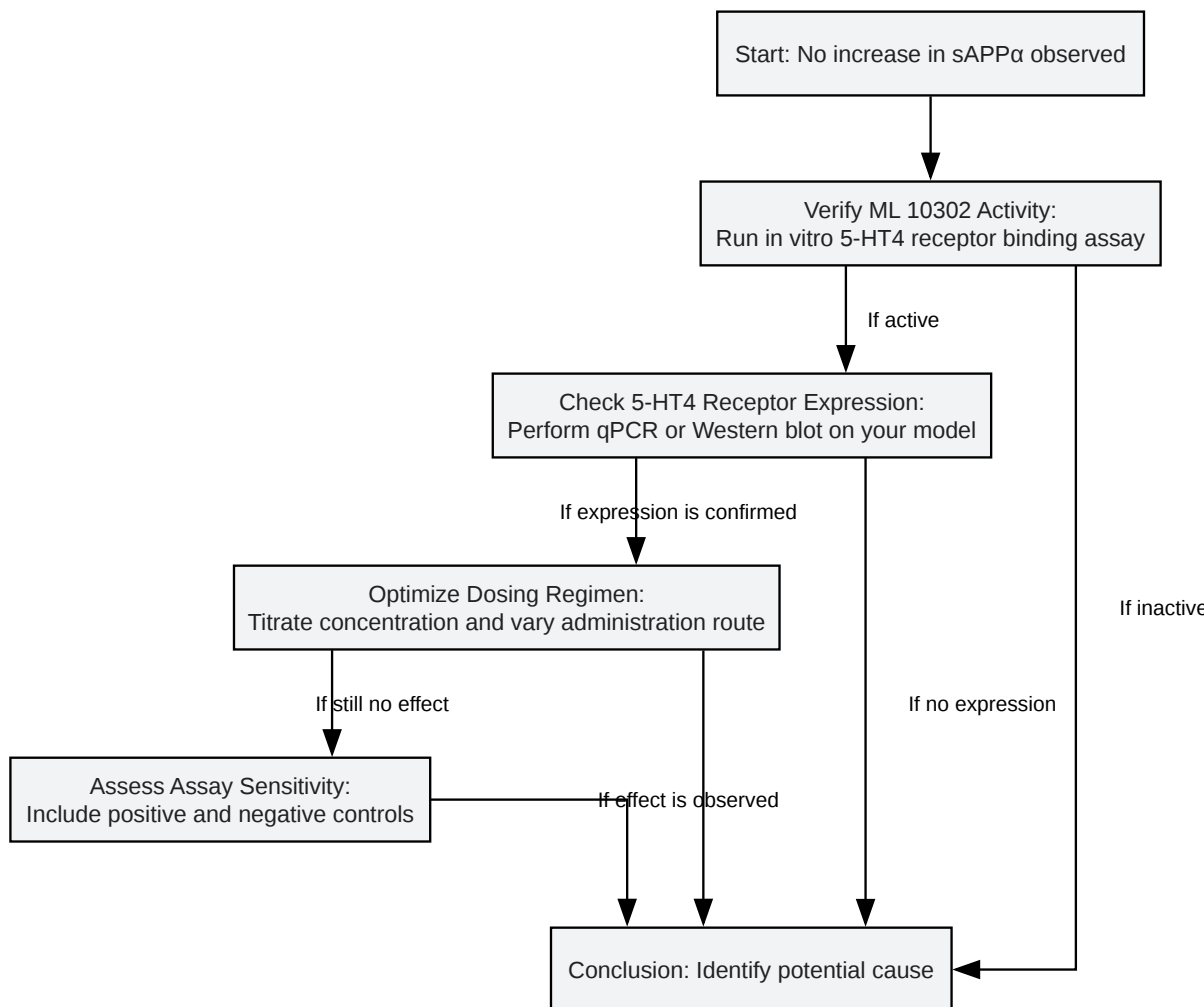 Start: No increase in sAPPα observed
Verify ML 10302 Activity:
Run in vitro 5-HT4 receptor binding assay
If active
Check 5-HT4 Receptor Expression:
Perform qPCR or Western blot on your model
If expression is confirmed
Optimize Dosing Regimen:
Titrate concentration and vary administration route
If inactive
If still no effect
If no expression
Assess Assay Sensitivity:
Include positive and negative controls
If effect is observed
Conclusion: Identify potential cause